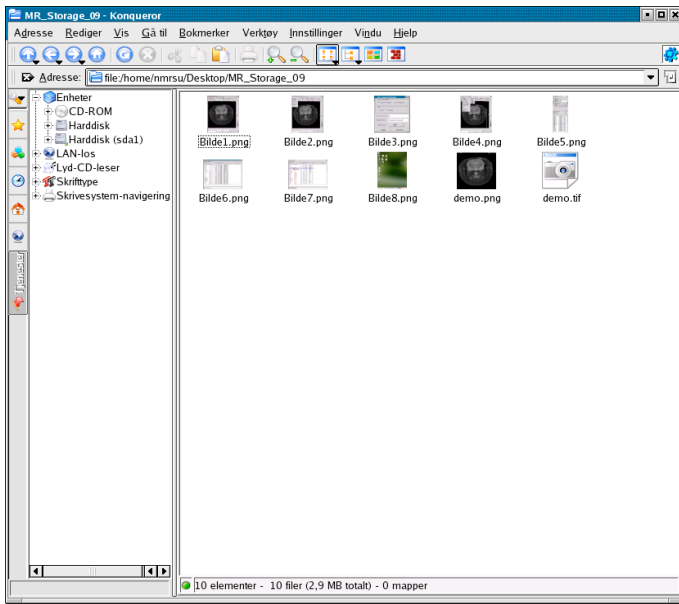 MR_Storage_09 - Konqueror
Adresse Rediger Vis Gå til Bokmerker Verktøy Innstillinger Vindu Hjelp
Adresse: file:/home/nmrsu/Desktop/MR_Storage_09
Enheter
CD-ROM
Harddisk
Harddisk (sda1)
LAN-los
Lyd-CD-leser
Skrifttype
Skrivesystem-navigering
Tjenester
Bilde1.png Bilde2.png Bilde3.png Bilde4.png Bilde5.png
Bilde6.png Bilde7.png Bilde8.png demo.png demo.tif
10 elementer - 10 filer (2,9 MB totalt) - 0 mapper